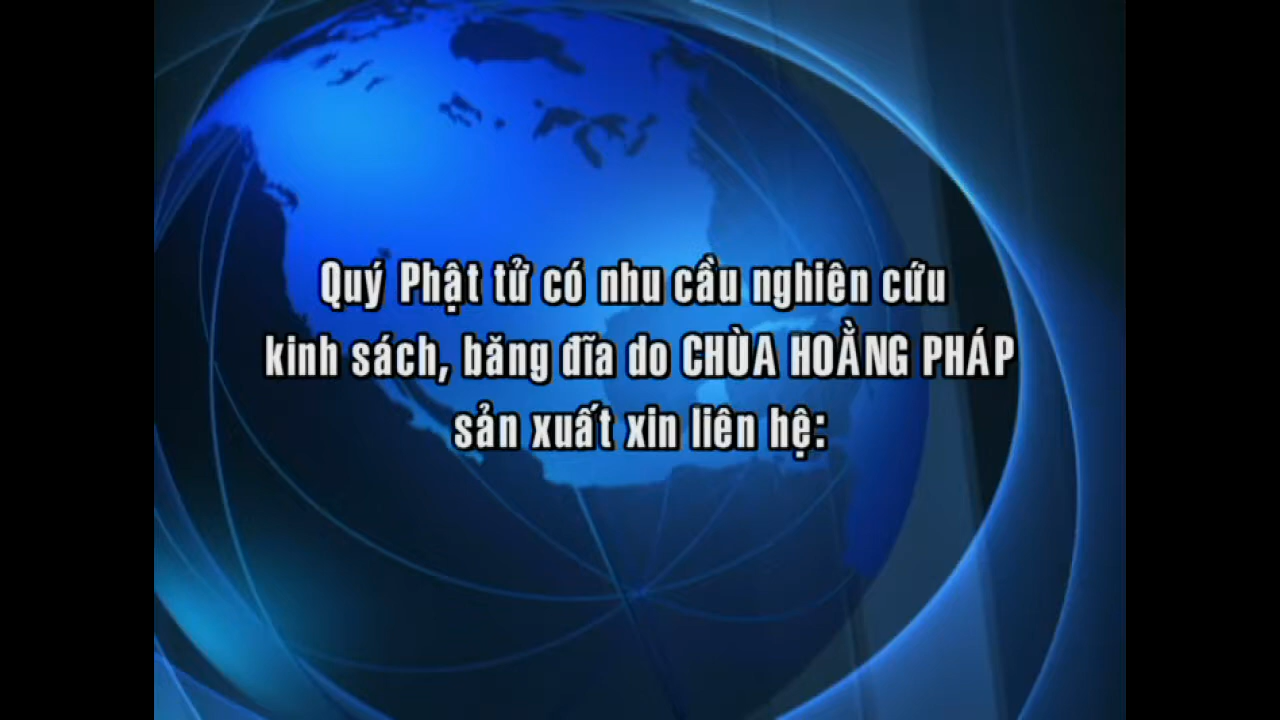 Quý Phật tử có nhu cầu nghiên cứu
kinh sách, băng đĩa do CHÙA HOẰNG PHÁP
sản xuất xin liên hệ: